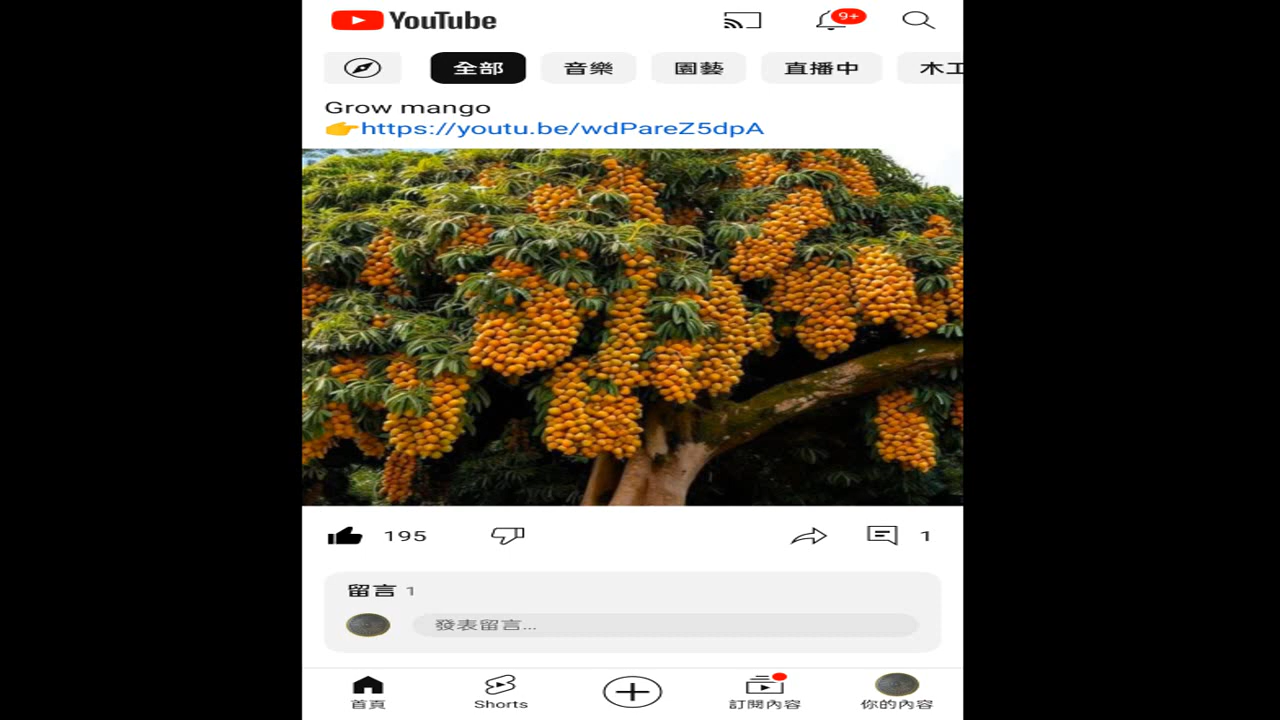 YouTube
9+
全部 音樂 園藝 直播中 木工
Grow mango
👉https://youtu.be/wdPareZ5dpA
195 1
留言 1
發表留言...
首頁 Shorts 訂閱內容 你的內容